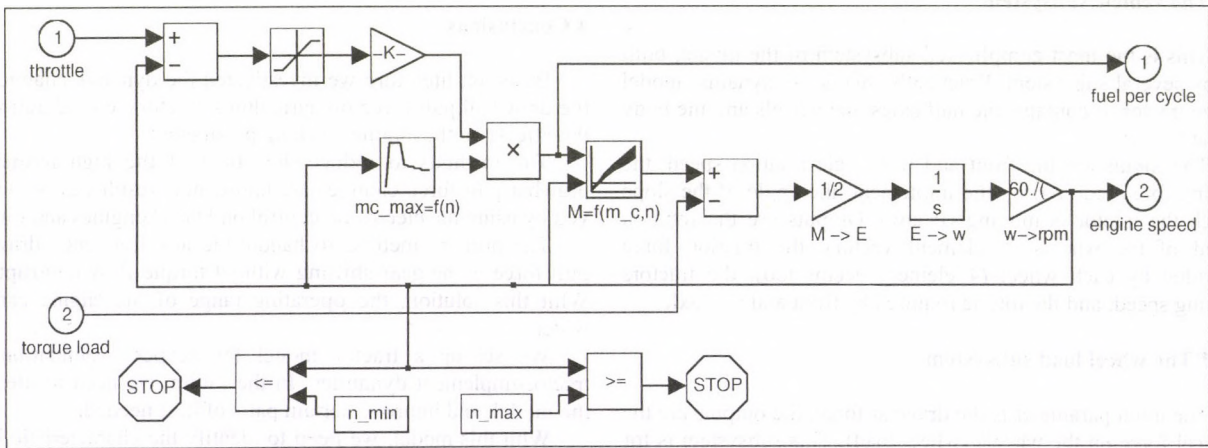 1
throttle
+
−
-K-
×
mc_max=f(n)
M=f(m_c,n)
+
−
1/2
M -> E
1
s
E -> w
60./(
w->rpm
1
fuel per cycle
2
engine speed
2
torque load
STOP
<=
n_min
n_max
>=
STOP